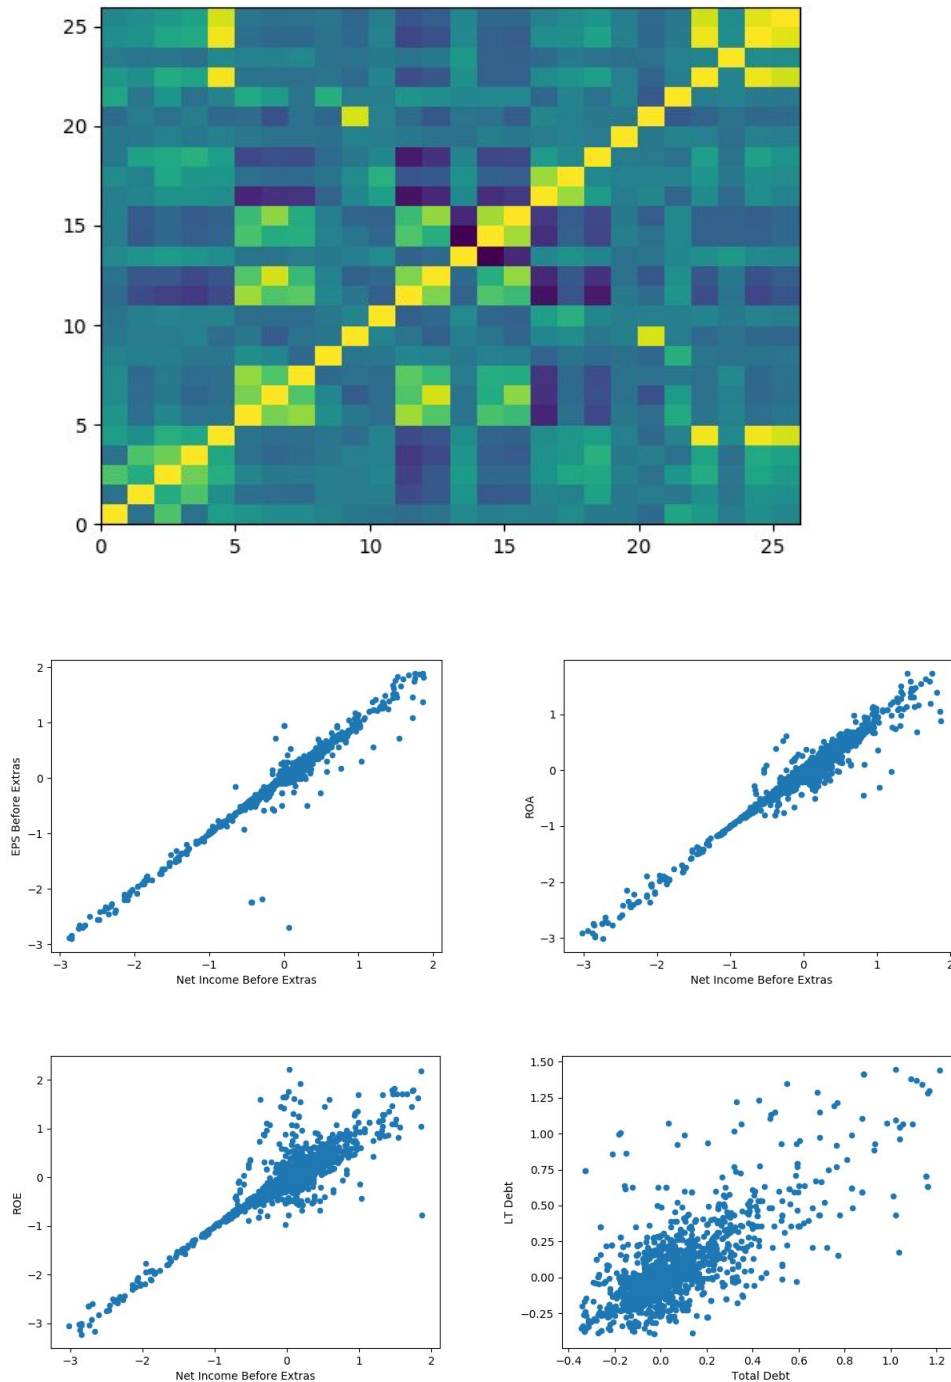 25
20
15
10
5
0
0 5 10 15 20 25
2
1
0
−1
−2
−3
EPS Before Extras
−3 −2 −1 0 1 2
Net Income Before Extras
1
0
−1
−2
−3
ROA
−3 −2 −1 0 1 2
Net Income Before Extras
2
1
0
−1
−2
−3
ROE
−3 −2 −1 0 1 2
Net Income Before Extras
1.50
1.25
1.00
0.75
0.50
0.25
0.00
−0.25
LT Debt
−0.4 −0.2 0.0 0.2 0.4 0.6 0.8 1.0 1.2
Total Debt